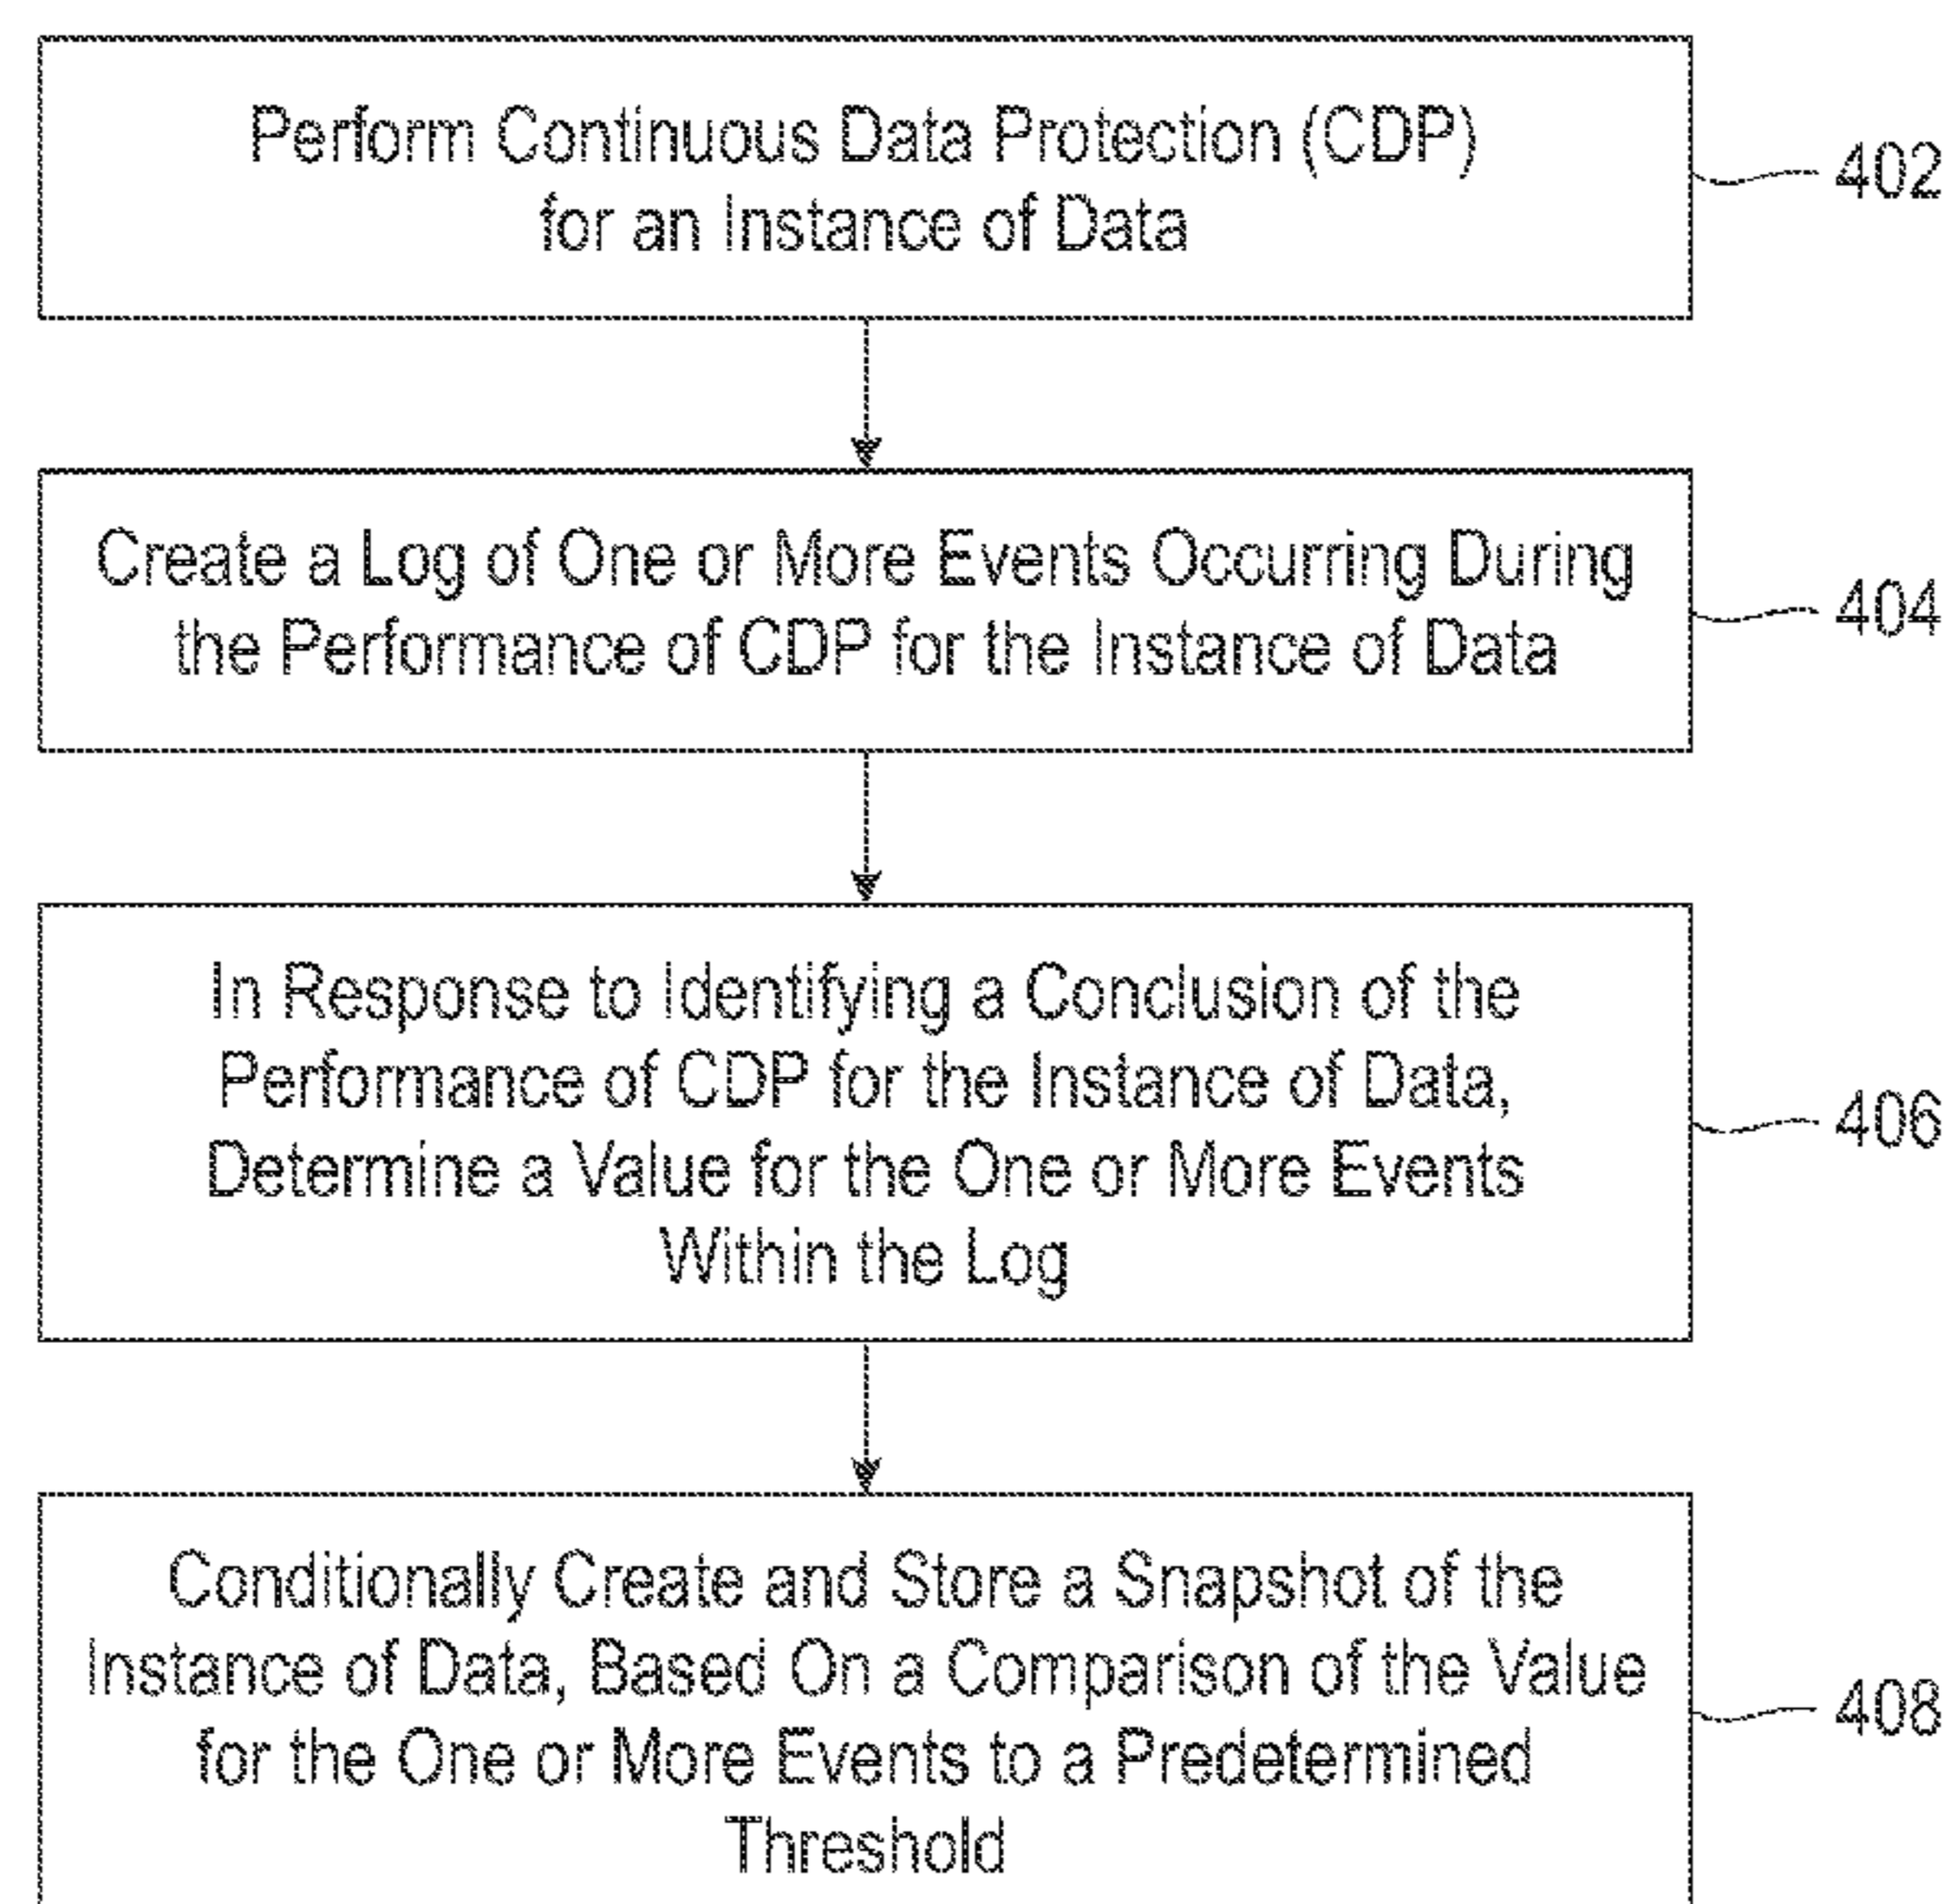 Perform Continuous Data Protection (CDP)
for an Instance of Data
402
Create a Log of One or More Events Occurring During
the Performance of CDP for the Instance of Data
404
In Response to Identifying a Conclusion of the
Performance of CDP for the Instance of Data,
Determine a Value for the One or More Events
Within the Log
406
Conditionally Create and Store a Snapshot of the
Instance of Data, Based On a Comparison of the Value
for the One or More Events to a Predetermined
Threshold
408